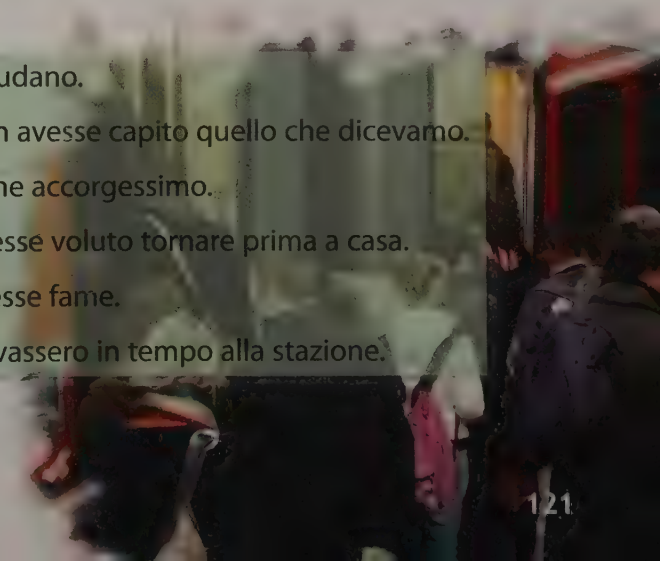 udano.
n avesse capito quello che dicevamo.
ne accorgessimo.
esse voluto tornare prima a casa.
esse fame.
vassero in tempo alla stazione.
121